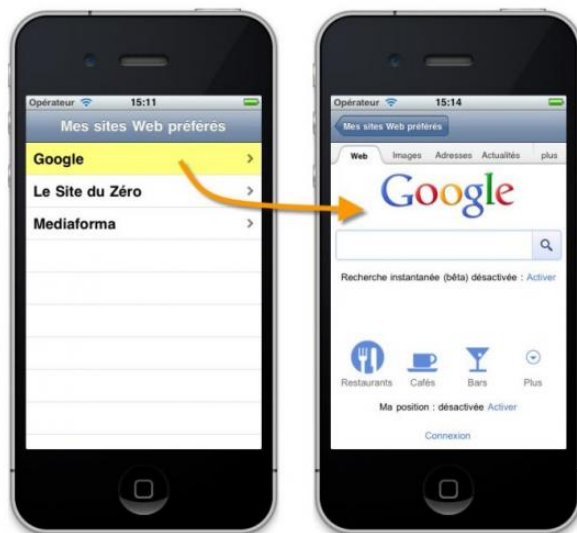 Opérateur 15:11
Mes sites Web préférés
Google
Le Site du Zéro
Mediaforma
Opérateur 15:14
Mes sites Web préférés
Web Images Adresses Actualités plus
Google
Recherche instantanée (bêta) désactivée : Activer
Restaurants Cafés Bars Plus
Ma position : désactivée Activer
Connexion